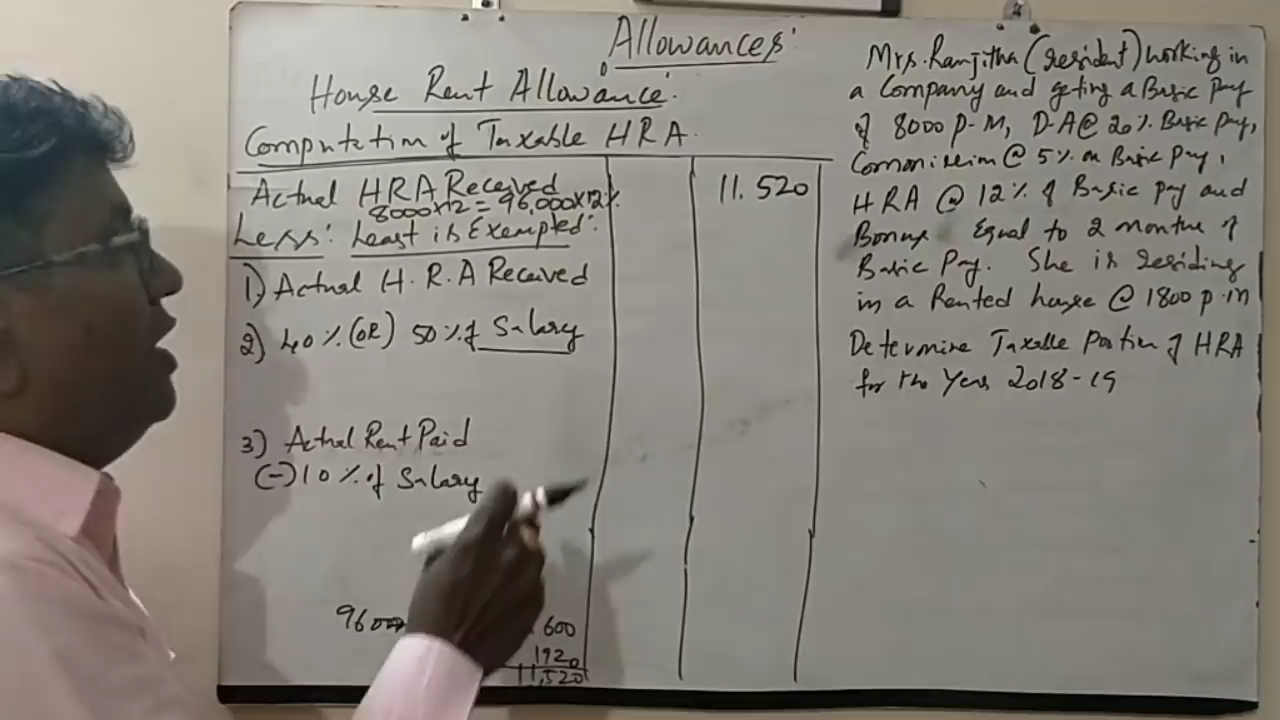 Allowances:
House Rent Allowance:
Computation of Taxable HRA.
Actual HRA Received
8000x12 = 96,000x12%
11.520
Less: Least is Exempted:
1) Actual H.R.A Received
2) 40% (OR) 50% of Salary
3) Actual Rent Paid
(-) 10% of Salary
96000
600
1920
11,520
Mrs. Ranjitha (resident) working in
a Company and geting a Basic Pay
of 8000 P.M, D.A @ 20% Basic Pay,
Commission @ 5% on Basic Pay,
HRA @ 12% of Basic pay and
Bonus Equal to 2 months of
Basic Pay. She is residing
in a Rented house @ 1800 p.m
Determine Taxable Portion of HRA
for the Year 2018-19